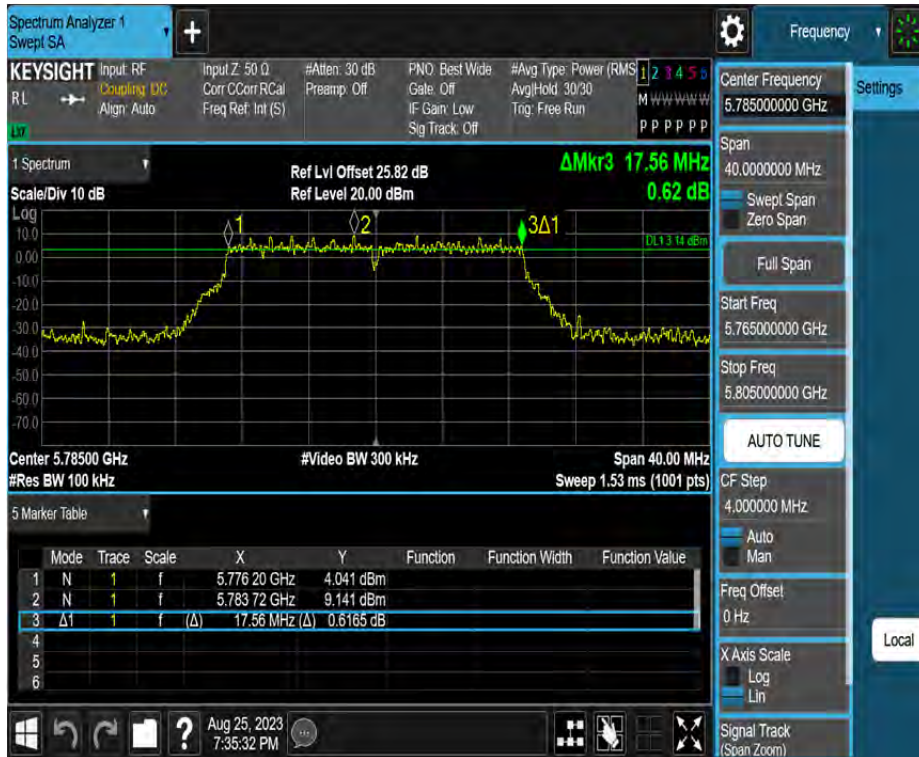 Spectrum Analyzer 1
Swept SA
+
Frequency
KEYSIGHT
RL
LXI
Input: RF
Coupling: DC
Align: Auto
Input Z: 50 Ω
Corr CCorr RCal
Freq Ref: Int (S)
#Atten: 30 dB
Preamp: Off
PNO: Best Wide
Gate: Off
IF Gain: Low
Sig Track: Off
#Avg Type: Power (RMS
Avg|Hold: 30/30
Trig: Free Run
1 2 3 4 5 6
M W W W W W
P P P P P P
1 Spectrum
Scale/Div 10 dB
Ref Lvl Offset 25.82 dB
Ref Level 20.00 dBm
ΔMkr3 17.56 MHz
0.62 dB
Log
10.0
0.00
-10.0
-20.0
-30.0
-40.0
-50.0
-60.0
-70.0
1
2
3Δ1
DL1 3.14 dBm
Center 5.78500 GHz
#Video BW 300 kHz
Span 40.00 MHz
#Res BW 100 kHz
Sweep 1.53 ms (1001 pts)
5 Marker Table
Mode Trace Scale X Y Function Function Width Function Value
1 N 1 f 5.776 20 GHz 4.041 dBm
2 N 1 f 5.783 72 GHz 9.141 dBm
3 Δ1 1 f (Δ) 17.56 MHz (Δ) 0.6165 dB
4
5
6
?
Aug 25, 2023
7:35:32 PM
Center Frequency
5.785000000 GHz
Settings
Span
40.0000000 MHz
Swept Span
Zero Span
Full Span
Start Freq
5.765000000 GHz
Stop Freq
5.805000000 GHz
AUTO TUNE
CF Step
4.000000 MHz
Auto
Man
Freq Offset
0 Hz
X Axis Scale
Log
Lin
Local
Signal Track
(Span Zoom)